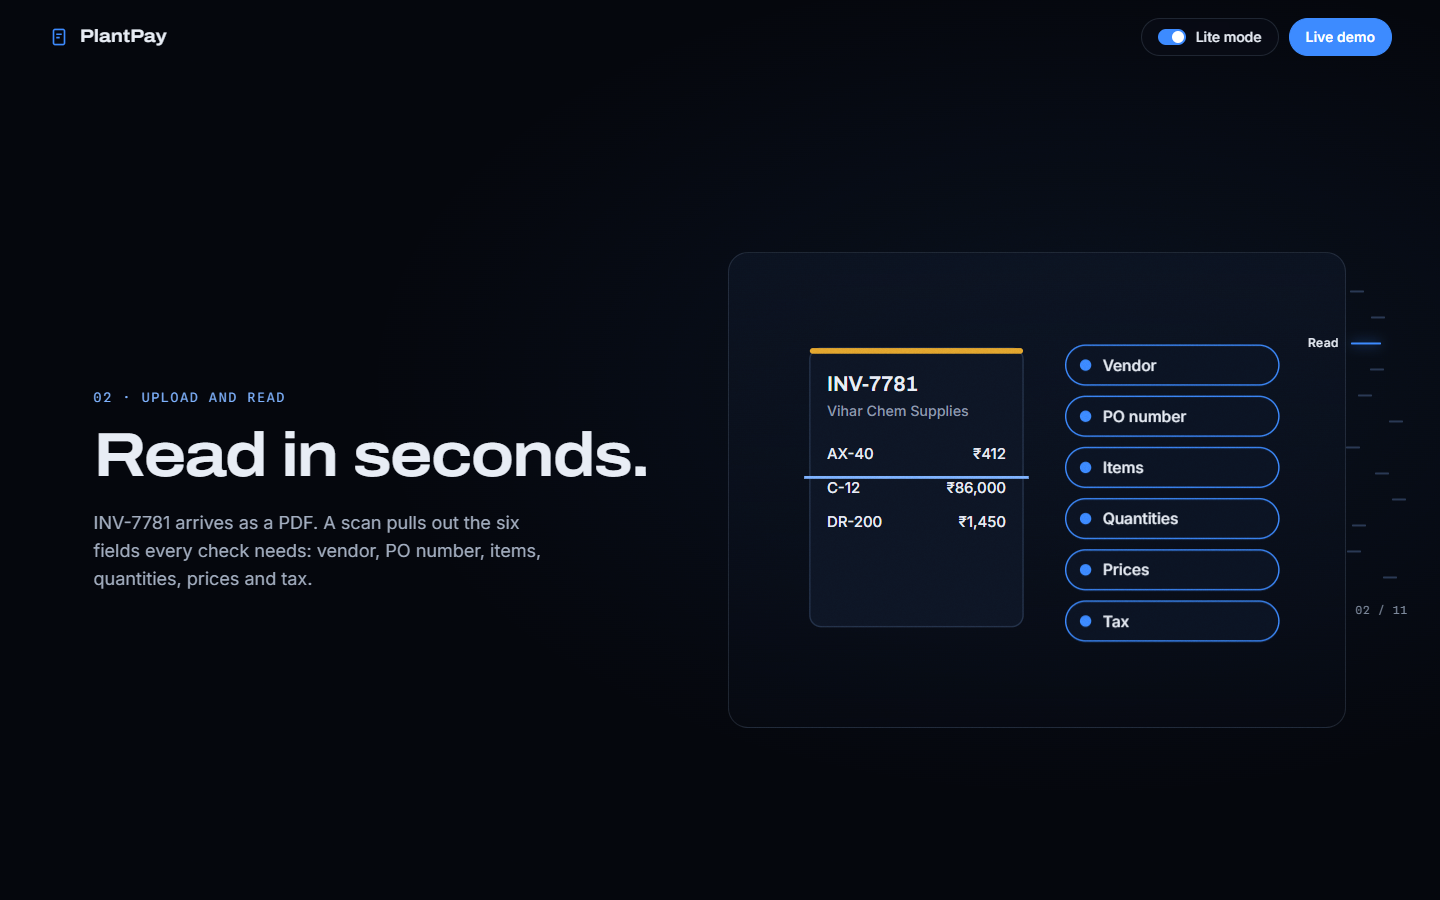 PlantPay
Lite mode
Live demo
02 · UPLOAD AND READ
Read in seconds.
INV-7781 arrives as a PDF. A scan pulls out the six
fields every check needs: vendor, PO number, items,
quantities, prices and tax.
INV-7781
Vihar Chem Supplies
AX-40 ₹412
C-12 ₹86,000
DR-200 ₹1,450
Vendor
PO number
Items
Quantities
Prices
Tax
Read
02 / 11